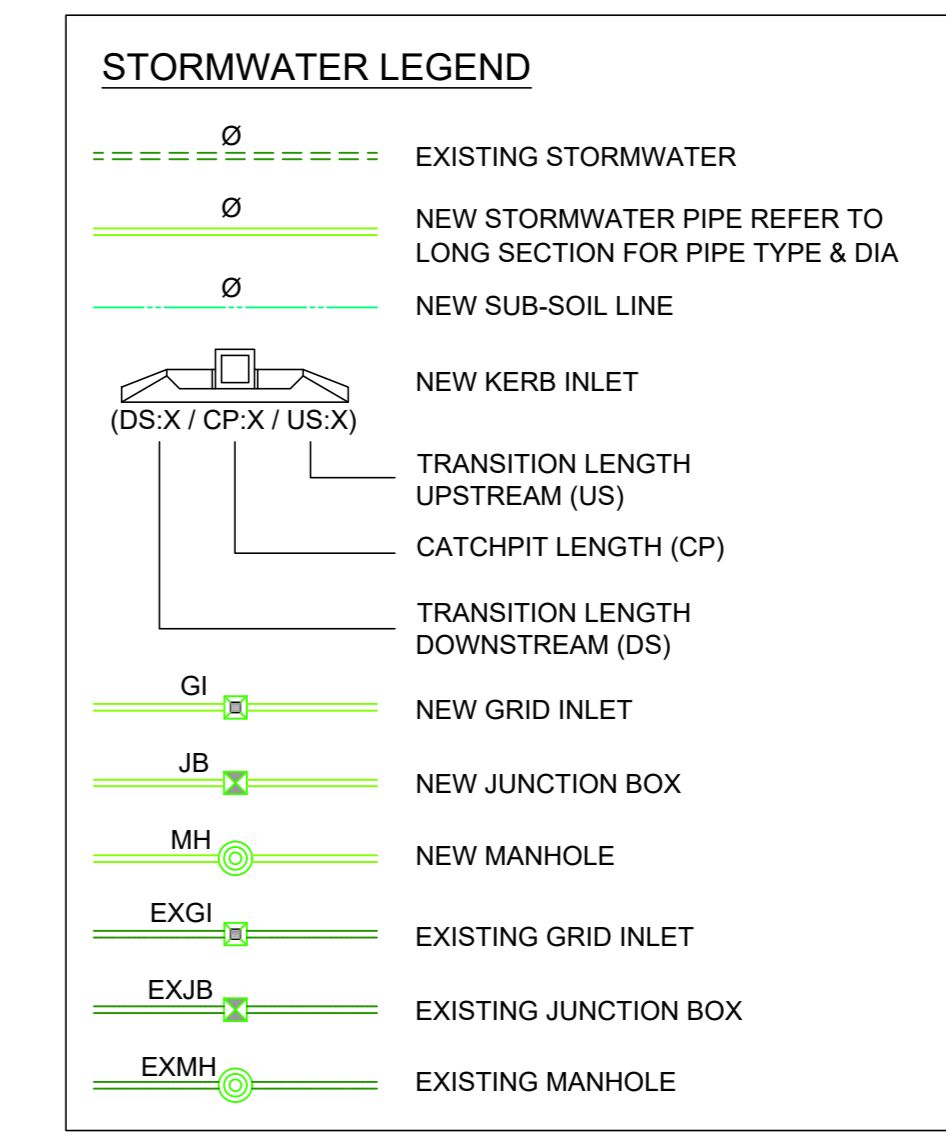 STORMWATER LEGEND
Ø
EXISTING STORMWATER
Ø
NEW STORMWATER PIPE REFER TO
LONG SECTION FOR PIPE TYPE & DIA
Ø
NEW SUB-SOIL LINE
NEW KERB INLET
(DS:X / CP:X / US:X)
TRANSITION LENGTH
UPSTREAM (US)
CATCHPIT LENGTH (CP)
TRANSITION LENGTH
DOWNSTREAM (DS)
GI
NEW GRID INLET
JB
NEW JUNCTION BOX
MH
NEW MANHOLE
EXGI
EXISTING GRID INLET
EXJB
EXISTING JUNCTION BOX
EXMH
EXISTING MANHOLE